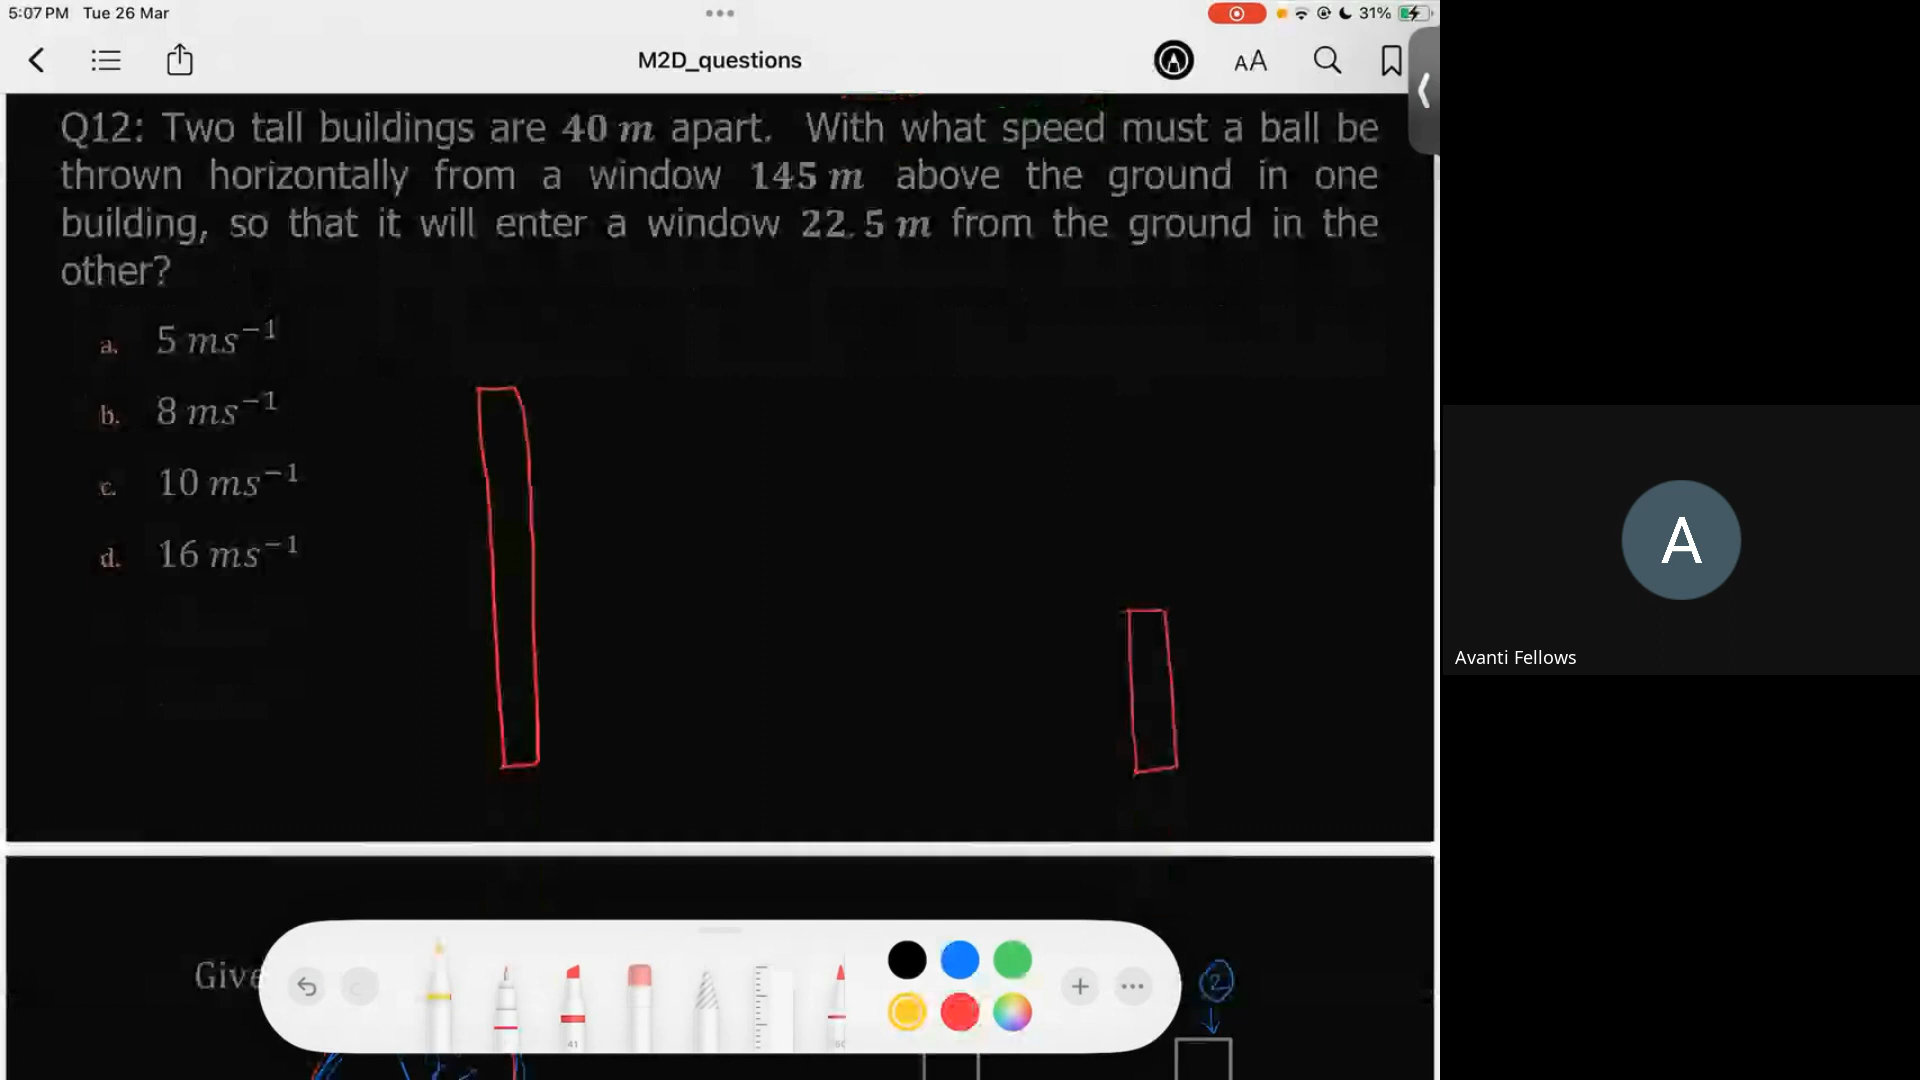 5:07 PM Tue 26 Mar
31%
M2D_questions
AA
Q12: Two tall buildings are 40 m apart. With what speed must a ball be
thrown horizontally from a window 145 m above the ground in one
building, so that it will enter a window 22.5 m from the ground in the
other?
a. 5 ms⁻¹
b. 8 ms⁻¹
c. 10 ms⁻¹
d. 16 ms⁻¹
A
Avanti Fellows
Give
2
41